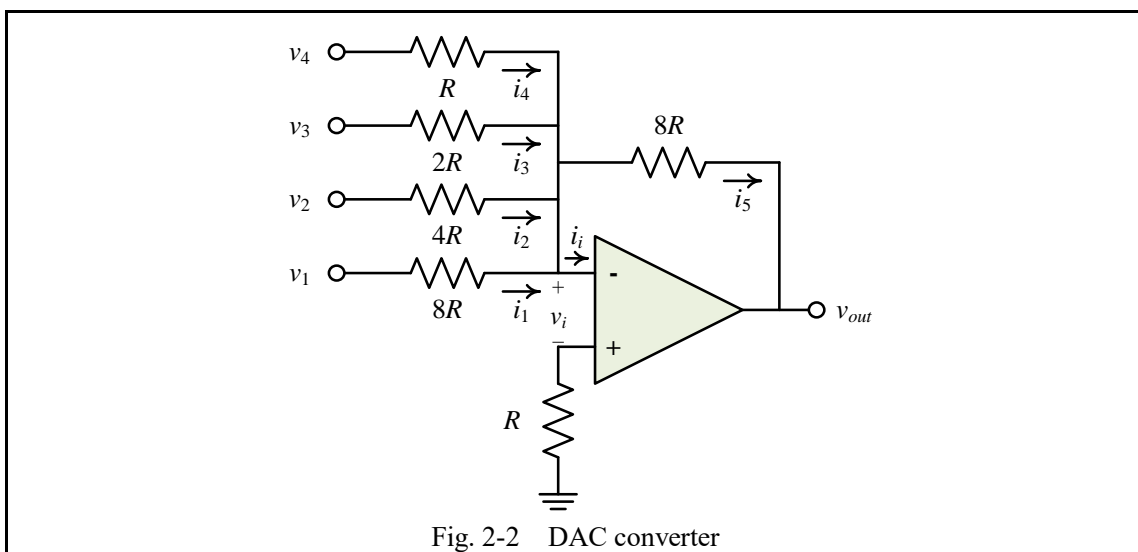 v4
R
i4
v3
2R
i3
8R
i5
v2
4R
i2
ii
v1
8R
i1
+
vi
−
-
+
vout
R
Fig. 2-2 DAC converter